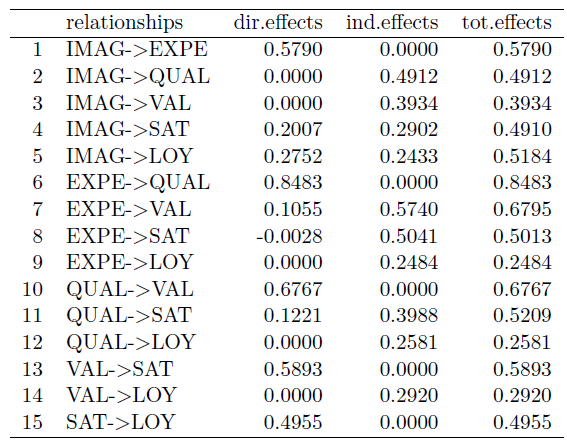 relationships dir.effects ind.effects tot.effects
1 IMAG->EXPE 0.5790 0.0000 0.5790
2 IMAG->QUAL 0.0000 0.4912 0.4912
3 IMAG->VAL 0.0000 0.3934 0.3934
4 IMAG->SAT 0.2007 0.2902 0.4910
5 IMAG->LOY 0.2752 0.2433 0.5184
6 EXPE->QUAL 0.8483 0.0000 0.8483
7 EXPE->VAL 0.1055 0.5740 0.6795
8 EXPE->SAT -0.0028 0.5041 0.5013
9 EXPE->LOY 0.0000 0.2484 0.2484
10 QUAL->VAL 0.6767 0.0000 0.6767
11 QUAL->SAT 0.1221 0.3988 0.5209
12 QUAL->LOY 0.0000 0.2581 0.2581
13 VAL->SAT 0.5893 0.0000 0.5893
14 VAL->LOY 0.0000 0.2920 0.2920
15 SAT->LOY 0.4955 0.0000 0.4955